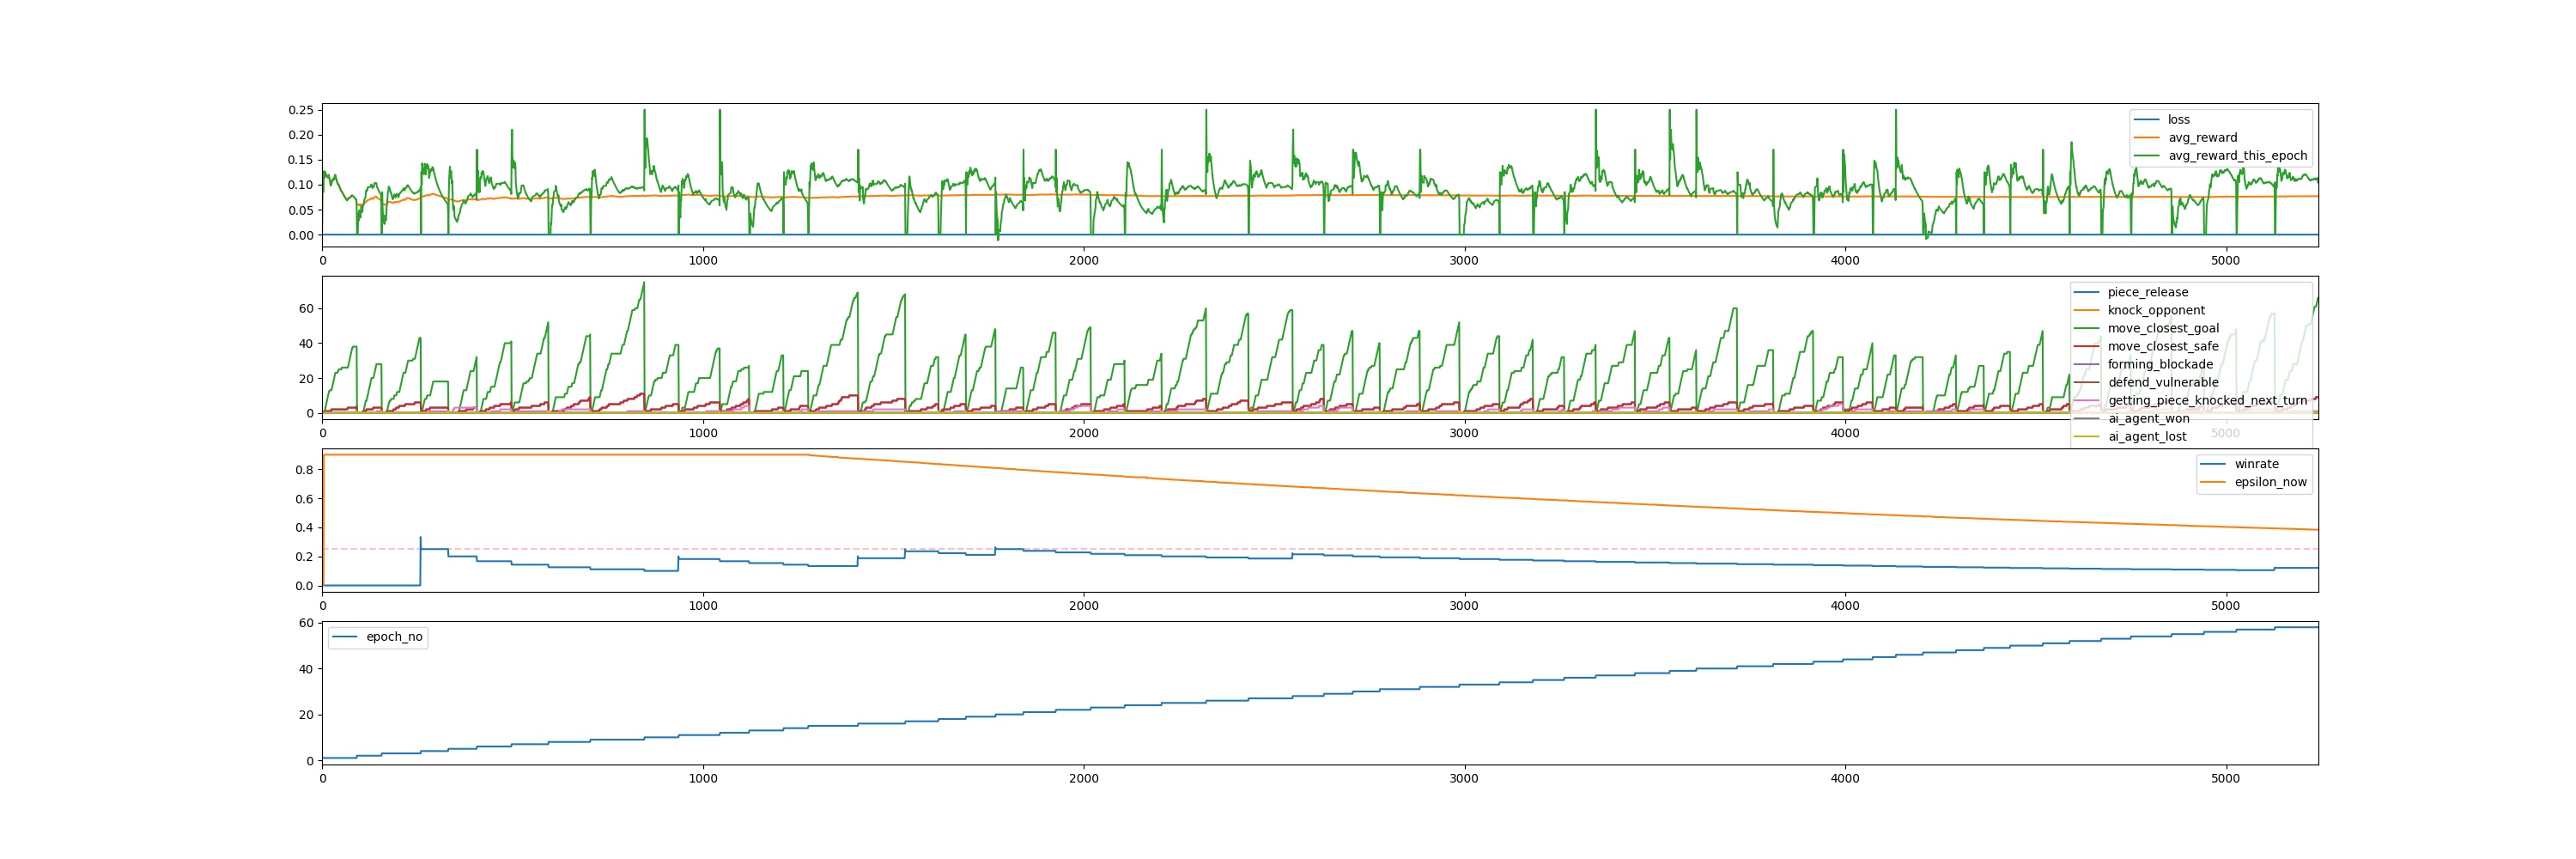 0.25
0.20
0.15
0.10
0.05
0.00
loss
avg_reward
avg_reward_this_epoch
0 1000 2000 3000 4000 5000
60
40
20
0
piece_release
knock_opponent
move_closest_goal
move_closest_safe
forming_blockade
defend_vulnerable
getting_piece_knocked_next_turn
ai_agent_won
ai_agent_lost
0 1000 2000 3000 4000 5000
0.8
0.6
0.4
0.2
0.0
winrate
epsilon_now
0 1000 2000 3000 4000 5000
60
40
20
0
epoch_no
0 1000 2000 3000 4000 5000